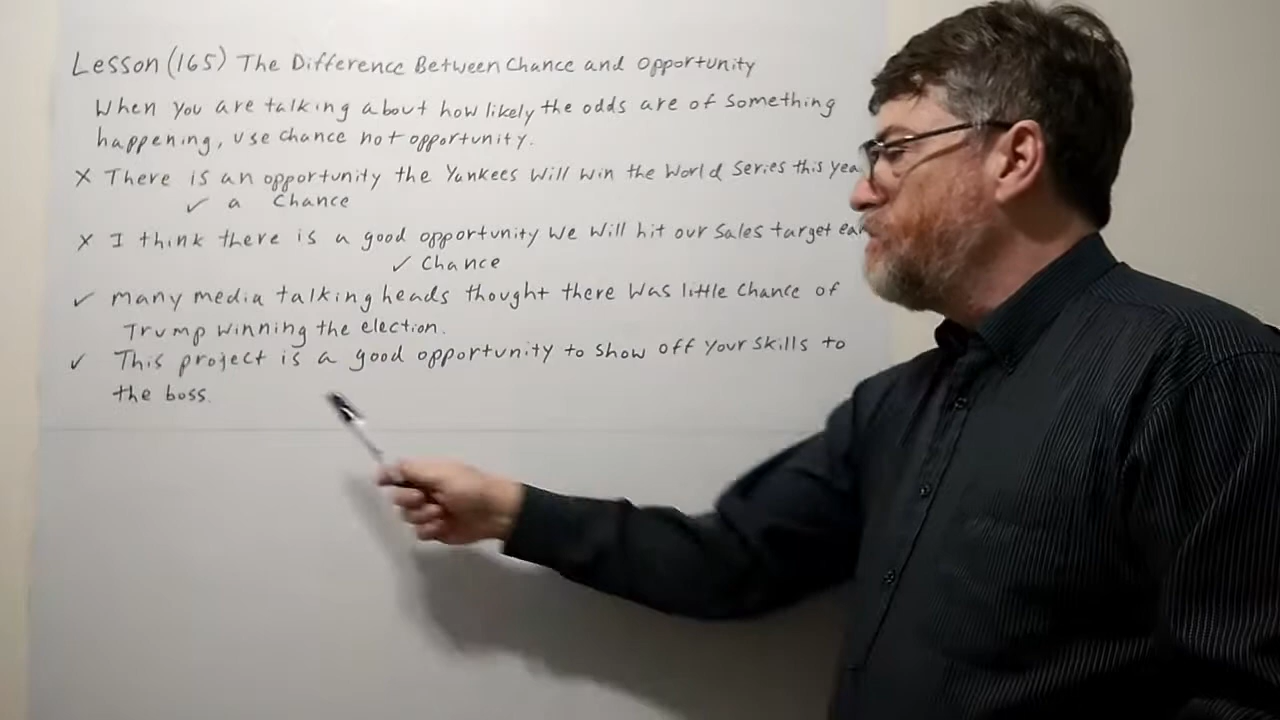 Lesson (165) The Difference Between Chance and Opportunity
When you are talking about how likely the odds are of something
happening, use chance not opportunity.
X There is an opportunity the Yankees will win the World Series this
✓ a Chance
X I think there is a good opportunity we will hit our sales target
✓ Chance
✓ Many media talking heads thought there was little chance of
Trump winning the election.
✓ This project is a good opportunity to show off your skills to
the boss.